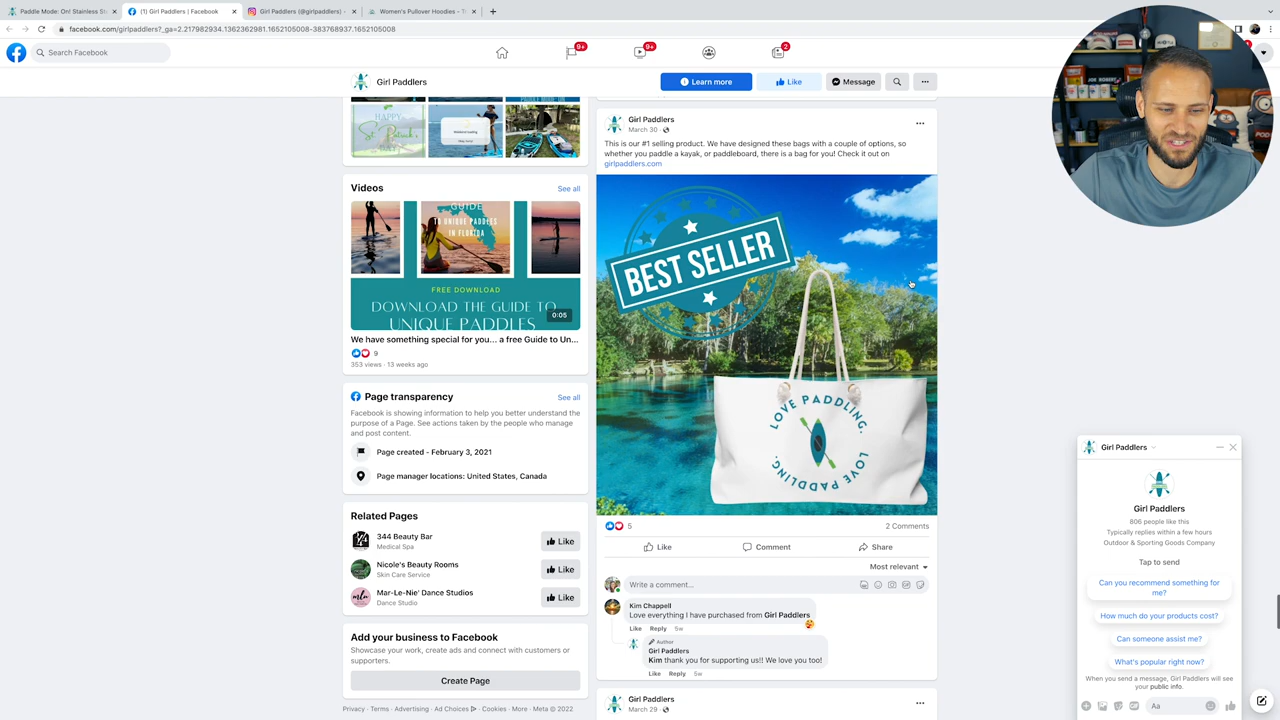 Paddle Mode: On! Stainless St
(1) Girl Paddlers | Facebook
Girl Paddlers (@girlpaddlers)
Women's Pullover Hoodies
facebook.com/girlpaddlers?_ga=2.217982934.1362362981.1652105008-383768937.1652105008
Search Facebook
9+
9+
2
Girl Paddlers
Learn more
Like
Message
HAPPY
Girl Paddlers
March 30
This is our #1 selling product. We have designed these bags with a couple of options, so
whether you paddle a kayak, or paddleboard, there is a bag for you! Check it out on
girlpaddlers.com
Videos
See all
GUIDE
TO UNIQUE PADDLES
IN FLORIDA
FREE DOWNLOAD
DOWNLOAD THE GUIDE TO
UNIQUE PADDLES
0:05
We have something special for you... a free Guide to Un...
9
353 views · 13 weeks ago
BEST SELLER
LOVE PADDLING.
LOVE PADDLING.
Page transparency
See all
Facebook is showing information to help you better understand the
purpose of a Page. See actions taken by the people who manage
and post content.
Page created - February 3, 2021
Page manager locations: United States, Canada
Related Pages
344 Beauty Bar
Medical Spa
Like
Nicole's Beauty Rooms
Skin Care Service
Like
Mar-Le-Nie' Dance Studios
Dance Studio
Like
Add your business to Facebook
Showcase your work, create ads and connect with customers or
supporters.
Create Page
Privacy · Terms · Advertising · Ad Choices · Cookies · More · Meta © 2022
5
2 Comments
Like
Comment
Share
Most relevant
Write a comment...
Kim Chappell
Love everything I have purchased from Girl Paddlers
Like Reply 5w
Author
Girl Paddlers
Kim thank you for supporting us!! We love you too!
Like Reply 5w
Girl Paddlers
March 29
Girl Paddlers
Girl Paddlers
806 people like this
Typically replies within a few hours
Outdoor & Sporting Goods Company
Tap to send
Can you recommend something for
me?
How much do your products cost?
Can someone assist me?
What's popular right now?
When you send a message, Girl Paddlers will see
your public info.
Aa